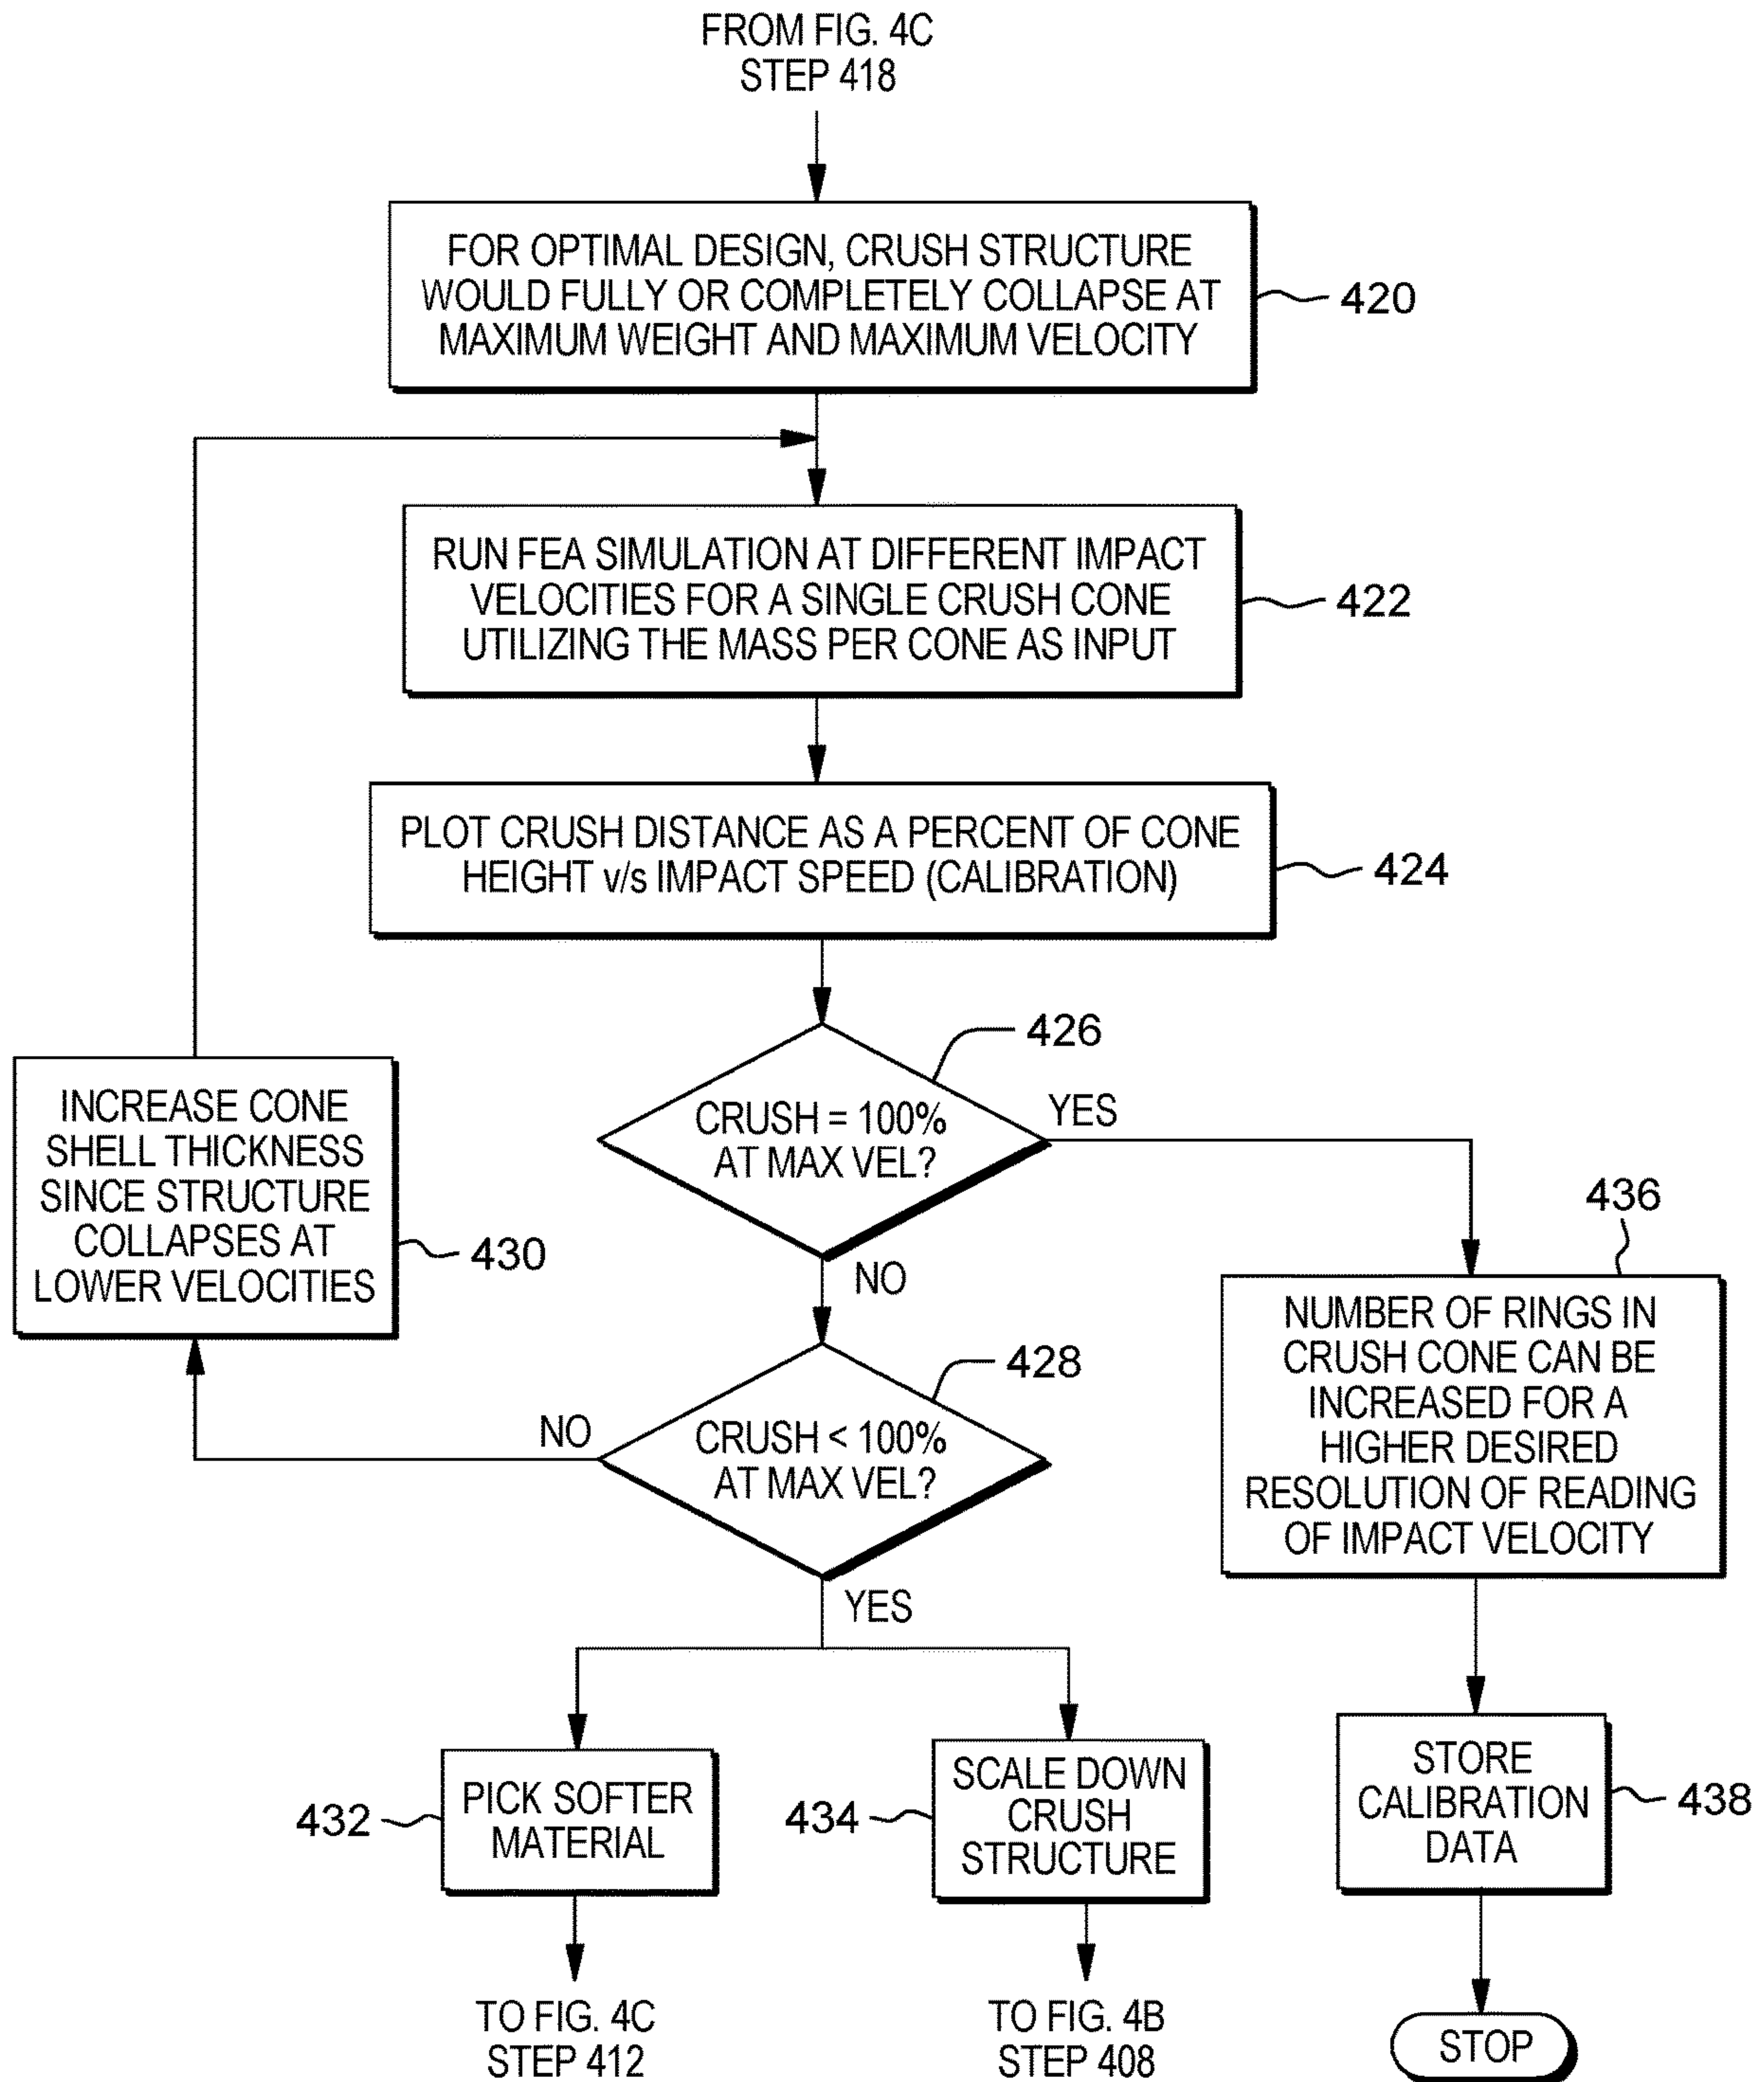 FROM FIG. 4C
STEP 418
FOR OPTIMAL DESIGN, CRUSH STRUCTURE
WOULD FULLY OR COMPLETELY COLLAPSE AT
MAXIMUM WEIGHT AND MAXIMUM VELOCITY
420
RUN FEA SIMULATION AT DIFFERENT IMPACT
VELOCITIES FOR A SINGLE CRUSH CONE
UTILIZING THE MASS PER CONE AS INPUT
422
PLOT CRUSH DISTANCE AS A PERCENT OF CONE
HEIGHT v/s IMPACT SPEED (CALIBRATION)
424
426
CRUSH = 100%
AT MAX VEL?
YES
NO
INCREASE CONE
SHELL THICKNESS
SINCE STRUCTURE
COLLAPSES AT
LOWER VELOCITIES
430
428
CRUSH < 100%
AT MAX VEL?
NO
YES
436
NUMBER OF RINGS IN
CRUSH CONE CAN BE
INCREASED FOR A
HIGHER DESIRED
RESOLUTION OF READING
OF IMPACT VELOCITY
432
PICK SOFTER
MATERIAL
434
SCALE DOWN
CRUSH
STRUCTURE
STORE
CALIBRATION
DATA
438
TO FIG. 4C
STEP 412
TO FIG. 4B
STEP 408
STOP